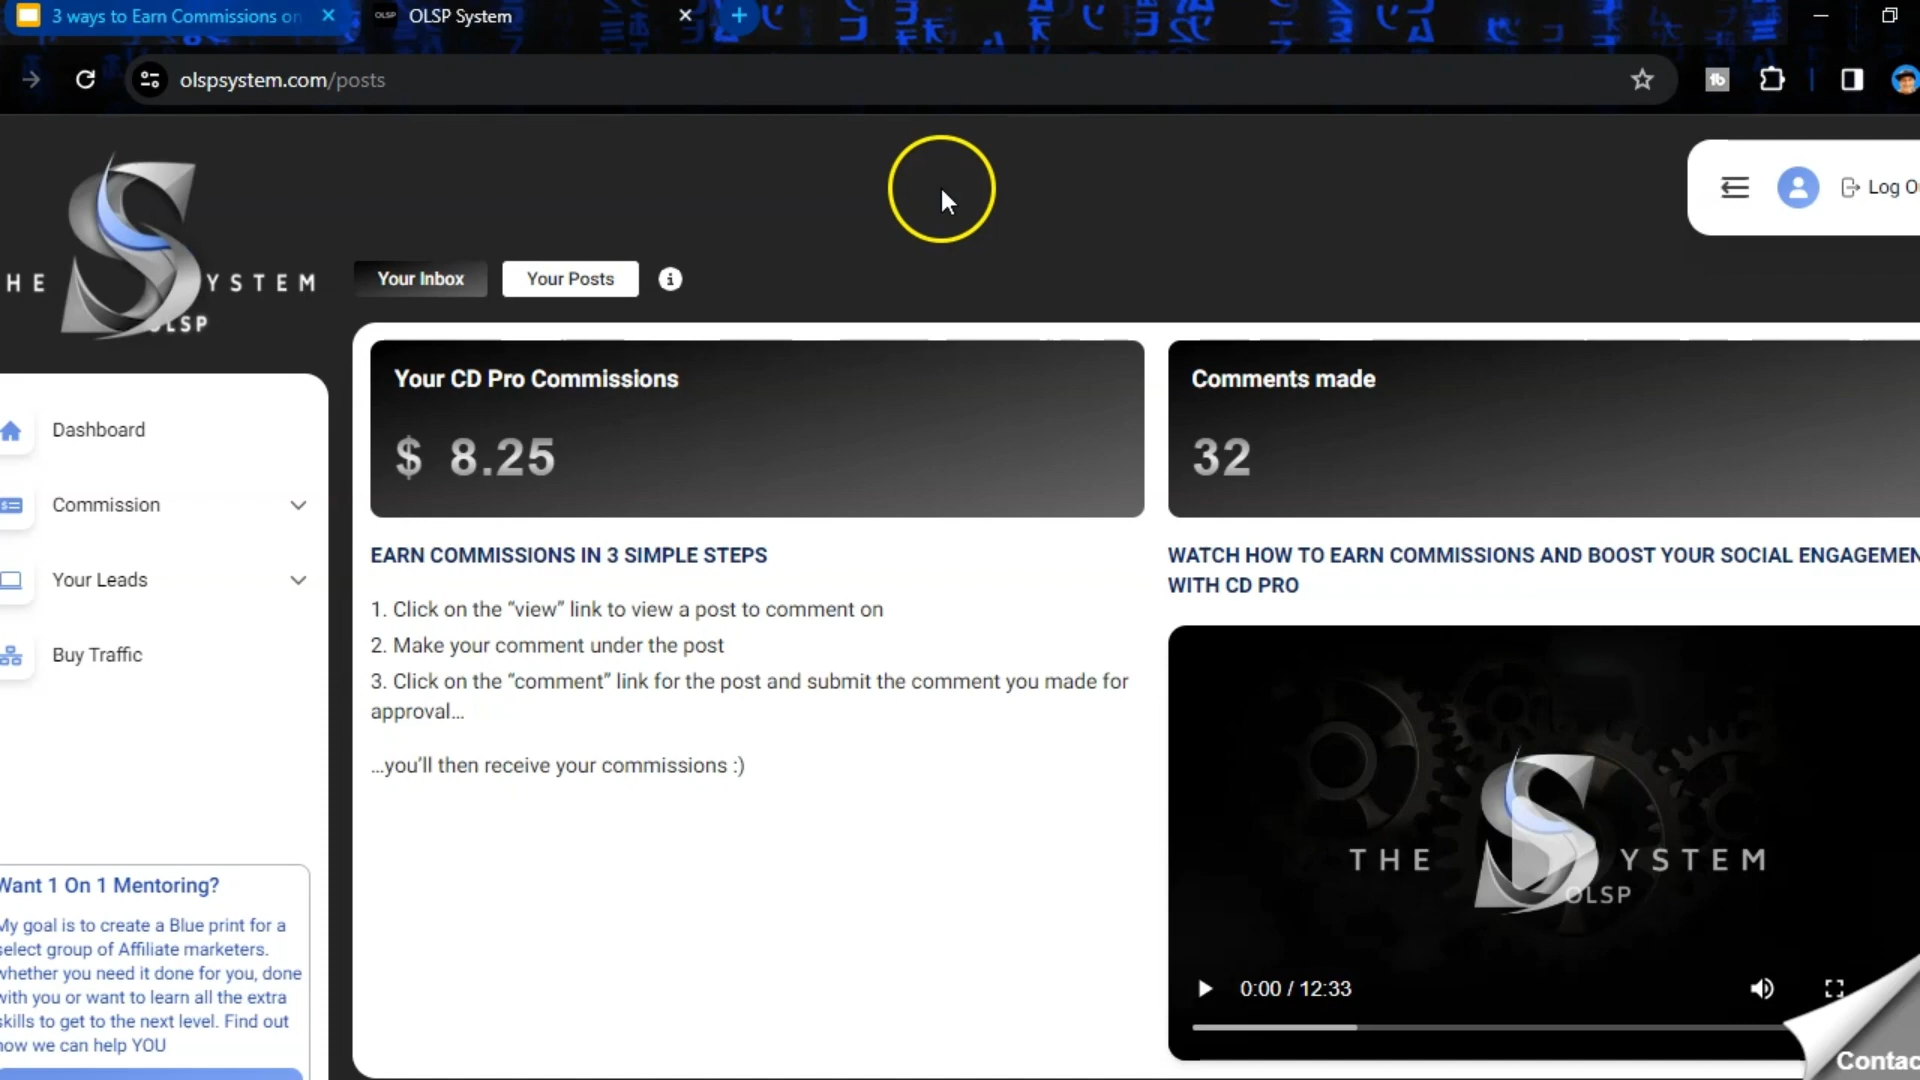 3 ways to Earn Commissions on
OLSP
OLSP System
olspsystem.com/posts
Log O
THE SYSTEM
OLSP
Your Inbox
Your Posts
Dashboard
Commission
Your Leads
Buy Traffic
Want 1 On 1 Mentoring?
My goal is to create a Blue print for a
select group of Affiliate marketers.
whether you need it done for you, done
with you or want to learn all the extra
skills to get to the next level. Find out
how we can help YOU
Your CD Pro Commissions
$ 8.25
EARN COMMISSIONS IN 3 SIMPLE STEPS
1. Click on the “view” link to view a post to comment on
2. Make your comment under the post
3. Click on the “comment” link for the post and submit the comment you made for
approval...
...you'll then receive your commissions :)
Comments made
32
WATCH HOW TO EARN COMMISSIONS AND BOOST YOUR SOCIAL ENGAGEMEN
WITH CD PRO
THE SYSTEM
OLSP
0:00 / 12:33
Contac